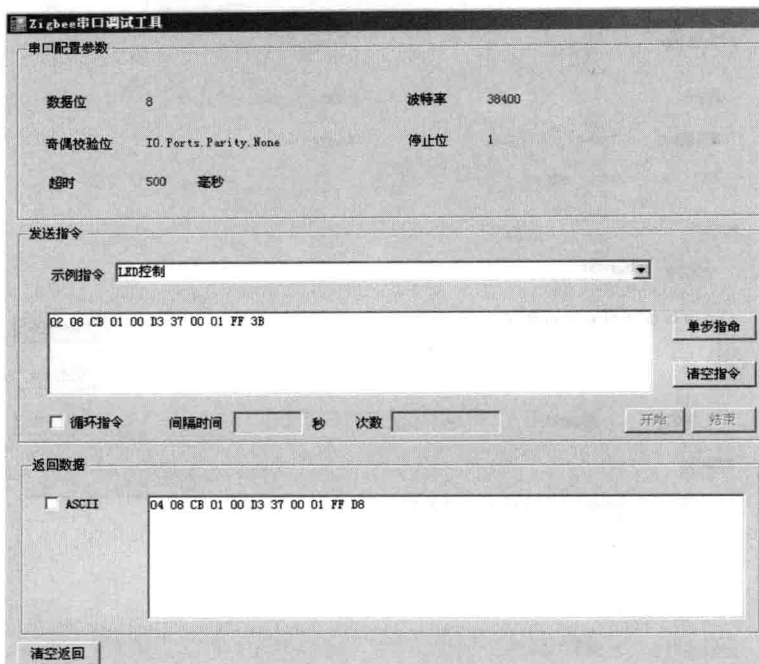 Zigbee串口调试工具
串口配置参数
数据位 8 波特率 38400
奇偶校验位 IO.Ports.Parity.None 停止位 1
超时 500 毫秒
发送指令
示例指令 LED控制
02 08 CB 01 00 D3 37 00 01 FF 3B
单步指命
清空指令
循环指令 间隔时间 秒 次数 开始 结束
返回数据
ASCII 04 08 CB 01 00 D3 37 00 01 FF D8
清空返回